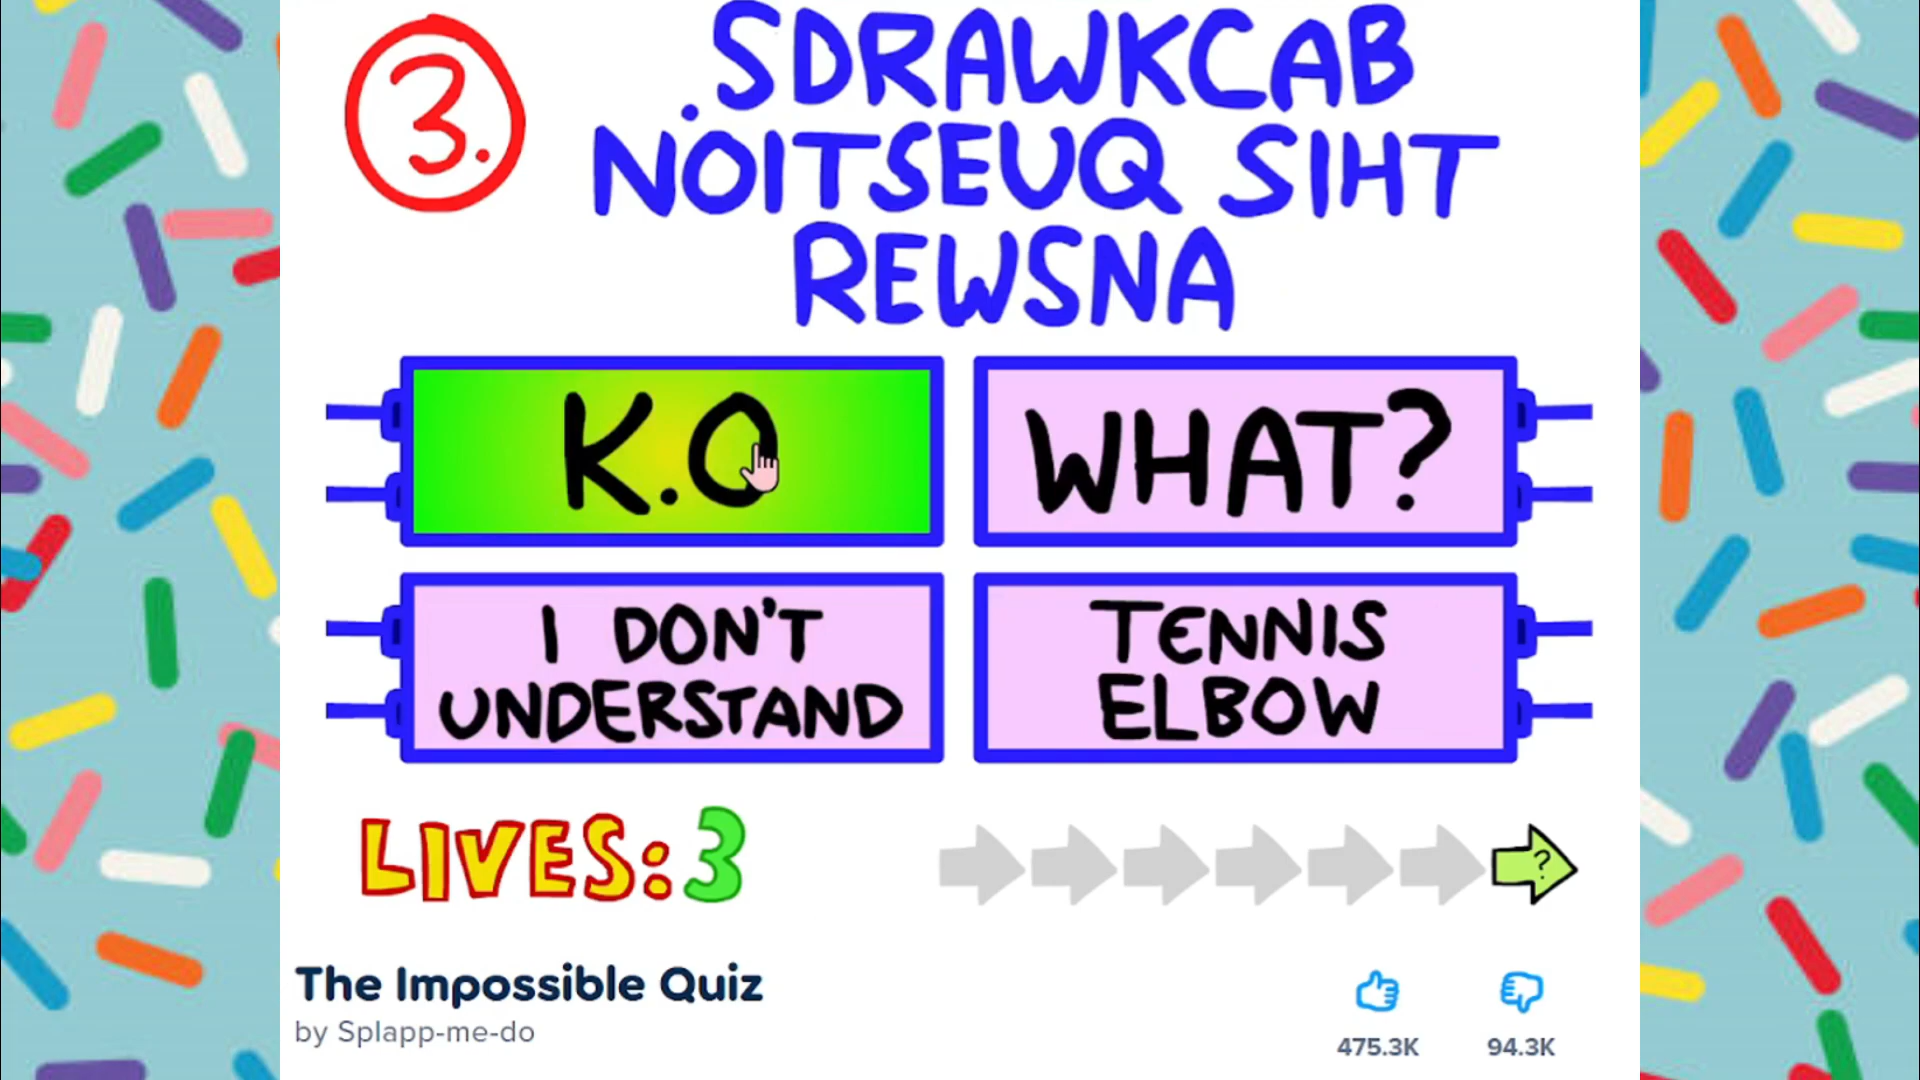 3.
.SDRAWKCAB
NOITSEUQ SIHT
REWSNA
K.O
WHAT?
I DON'T
UNDERSTAND
TENNIS
ELBOW
LIVES: 3
?
The Impossible Quiz
by Splapp-me-do
475.3K
94.3K